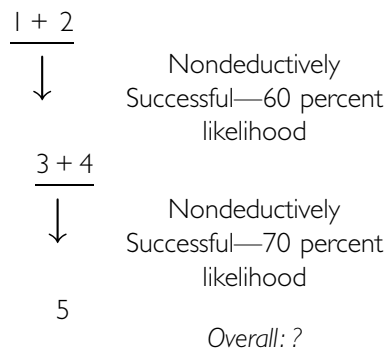 1 + 2
Nondeductively
Successful—60 percent
likelihood
3 + 4
Nondeductively
Successful—70 percent
likelihood
5
Overall: ?